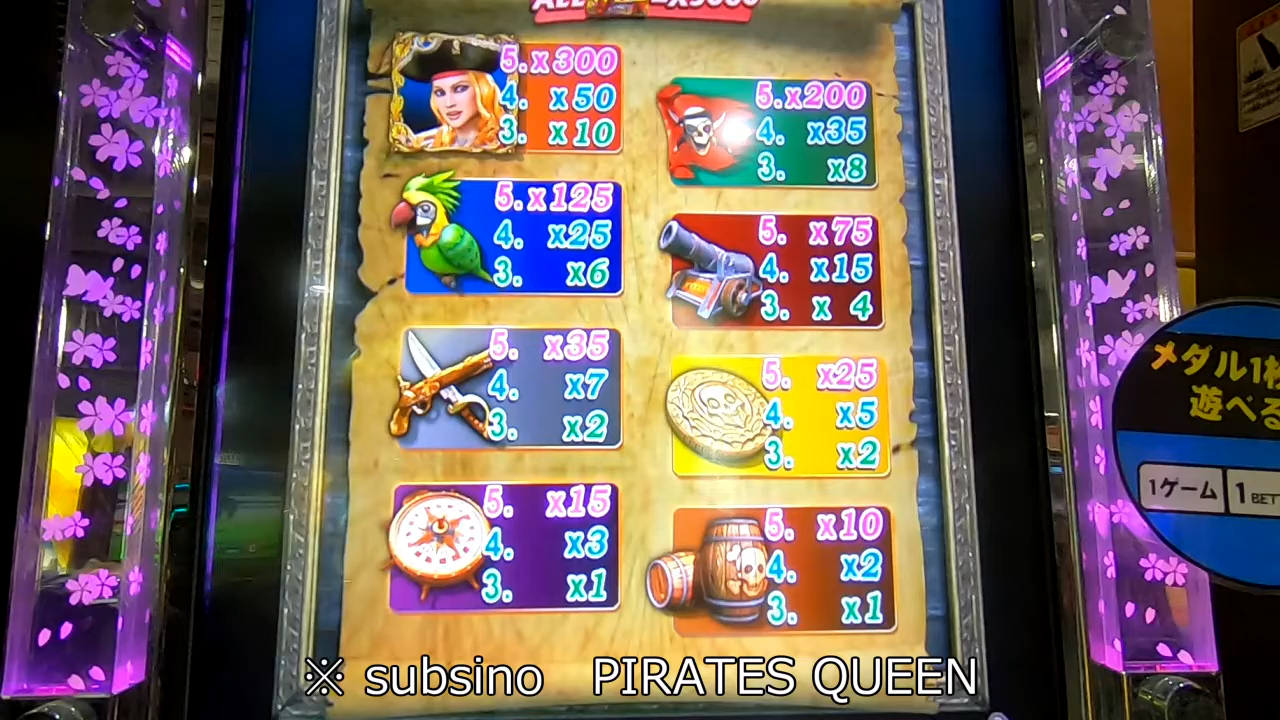 ALL =X5000
5.x300
4. x50
3. x10
5.x200
4. x35
3. x8
5.x125
4. x25
3. x6
5. x75
4. x15
3. x 4
5. x35
4. x7
3. x2
5. x25
4. x5
3. x2
5. x15
4. x3
3. x1
5. x10
4. x2
3. x1
メダル1枚
遊べる
1ゲーム 1BET
※ subsino PIRATES QUEEN